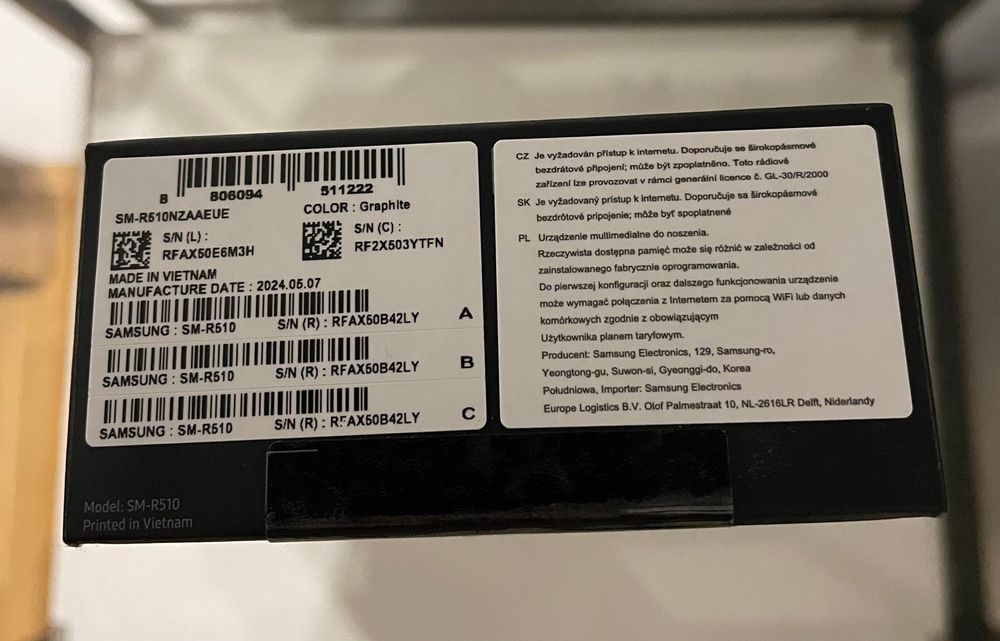 8 806094 511222
SM-R510NZAAEUE
COLOR : Graphite
S/N (L) :
RFAX50E6M3H
S/N (C) :
RF2X503YTFN
MADE IN VIETNAM
MANUFACTURE DATE : 2024.05.07
SAMSUNG : SM-R510 S/N (R) : RFAX50B42LY A
SAMSUNG : SM-R510 S/N (R) : RFAX50B42LY B
SAMSUNG : SM-R510 S/N (R) : RFAX50B42LY C
CZ Je vyžadován přístup k internetu. Doporučuje se širokopásmové
bezdrátové připojení; může být zpoplatněno. Toto rádiové
zařízení lze provozovat v rámci generální licence č. GL-30/R/2000
SK Je vyžadovaný prístup k internetu. Doporučuje sa širokopásmové
bezdrôtové pripojenie; môže byť spoplatnené
PL Urządzenie multimedialne do noszenia.
Rzeczywista dostępna pamięć może się różnić w zależności od
zainstalowanego fabrycznie oprogramowania.
Do pierwszej konfiguracji oraz dalszego funkcjonowania urządzenie
może wymagać połączenia z Internetem za pomocą WiFi lub danych
komórkowych zgodnie z obowiązującym
Użytkownika planem taryfowym.
Producent: Samsung Electronics, 129, Samsung-ro,
Yeongtong-gu, Suwon-si, Gyeonggi-do, Korea
Południowa, Importer: Samsung Electronics
Europe Logistics B.V. Olof Palmestraat 10, NL-2616LR Delft, Niderlandy
Model: SM-R510
Printed in Vietnam